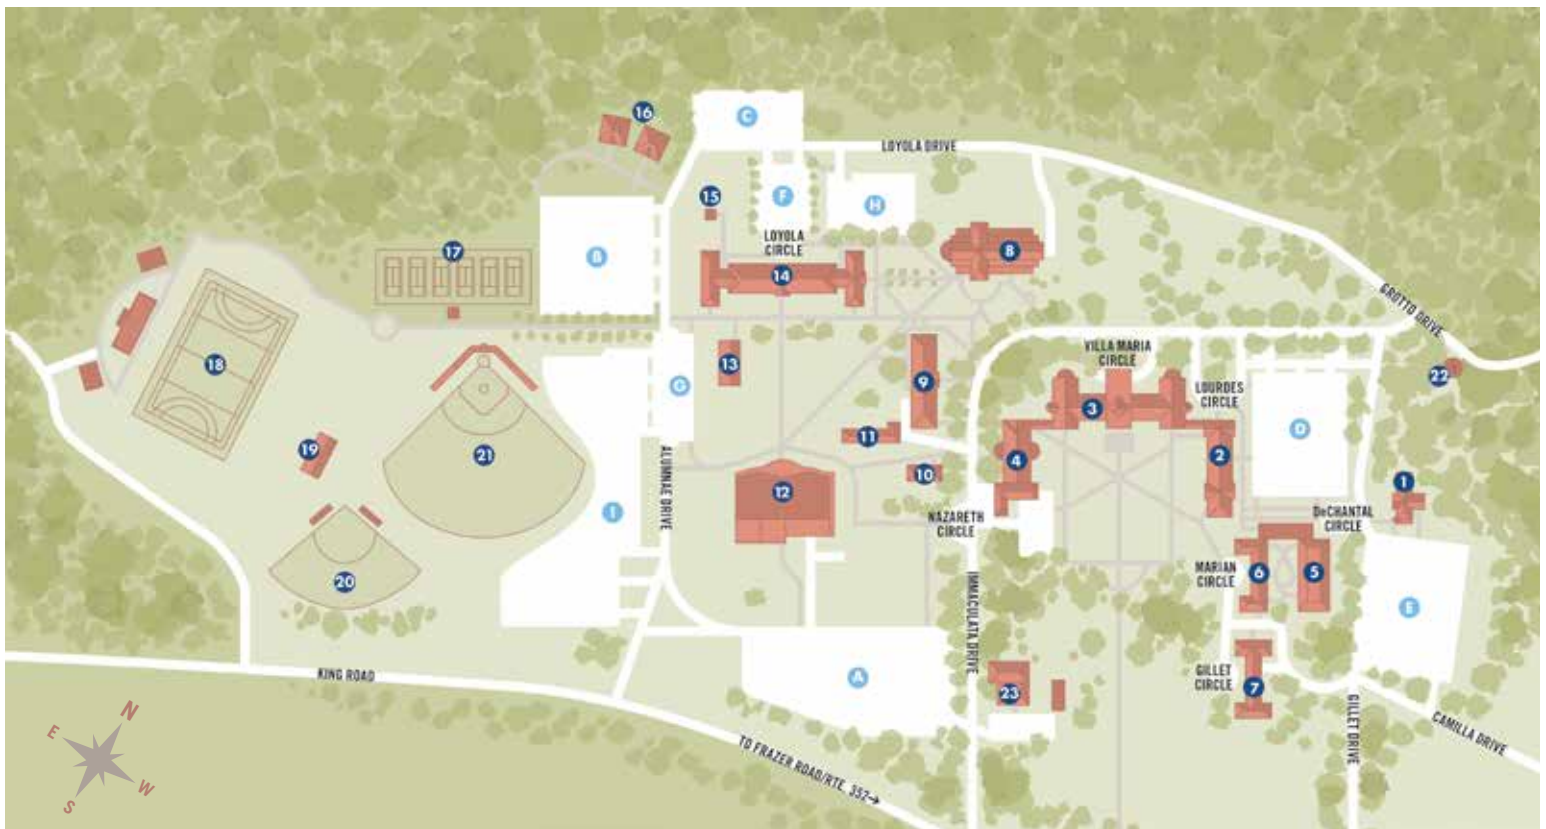 16
C
LOYOLA DRIVE
15
F
H
17
B
LOYOLA
CIRCLE
8
14
GROTTO DRIVE
18
13
G
9
VILLA MARIA
CIRCLE
22
LOURDES
CIRCLE
3
11
D
19
21
4
2
10
1
ALUMNAE DRIVE
12
I
NAZARETH
CIRCLE
DeCHANTAL
CIRCLE
20
IMMACULATA DRIVE
MARIAN
CIRCLE
6
5
E
KING ROAD
A
23
GILLET
CIRCLE
7
GILLET DRIVE
CAMILLA DRIVE
TO FRAZER ROAD/RTE. 352→
N
E
W
S